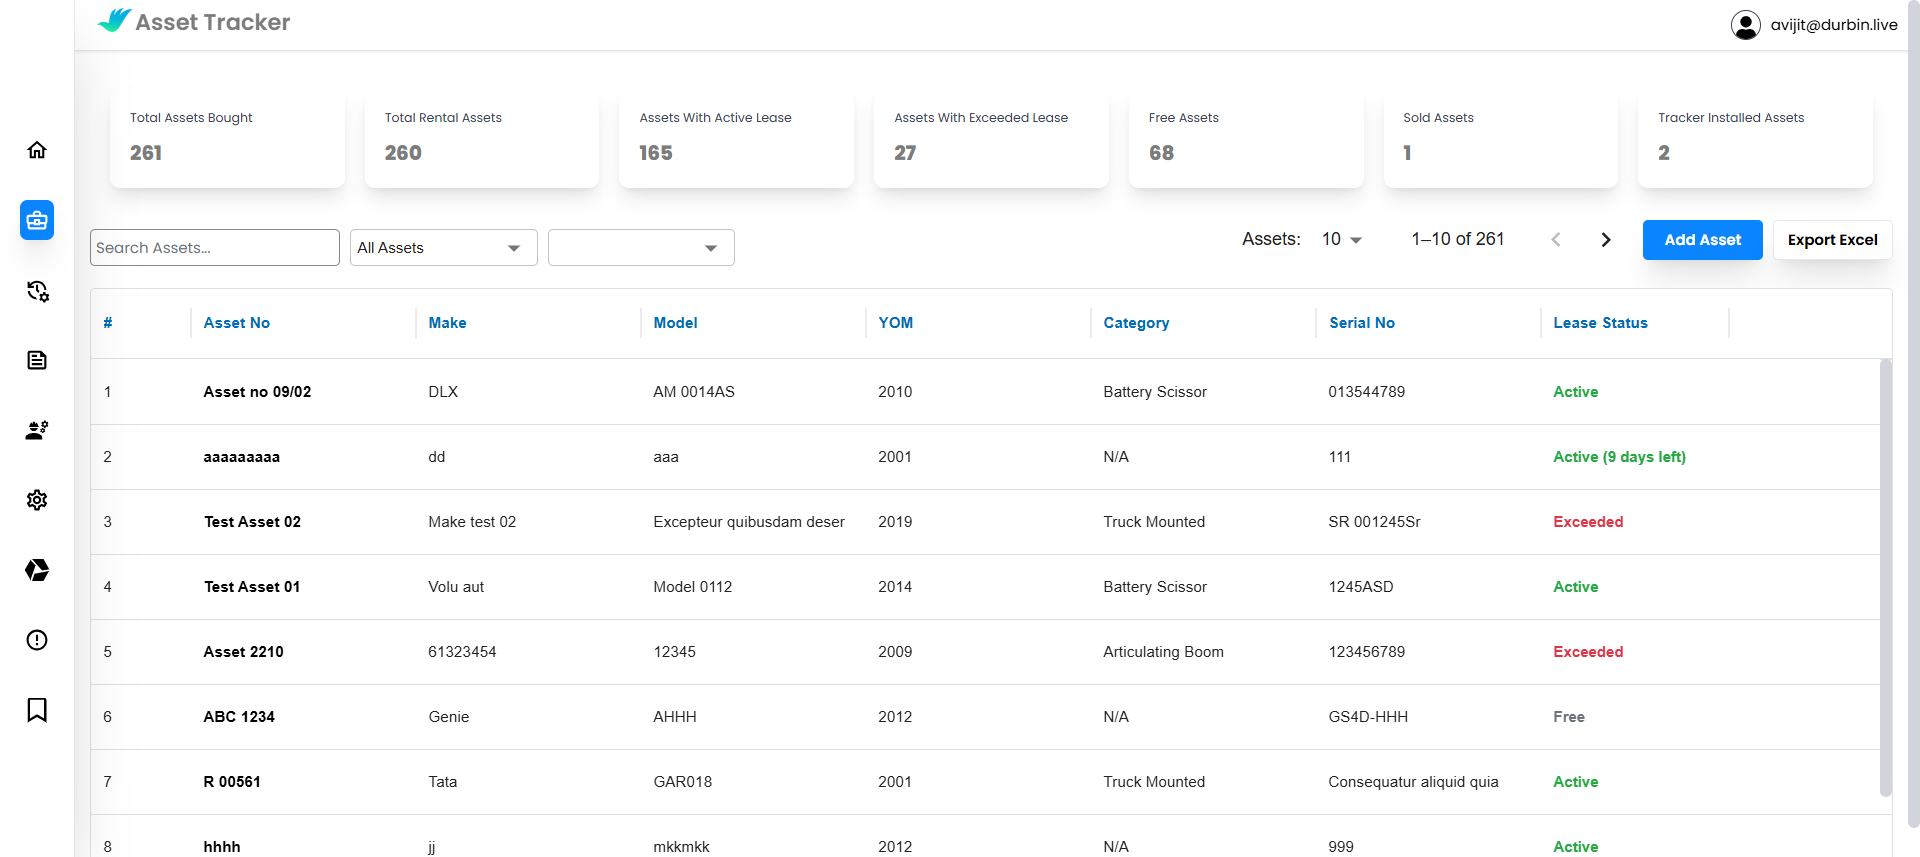 Asset Tracker
avijit@durbin.live
Total Assets Bought
261
Total Rental Assets
260
Assets With Active Lease
165
Assets With Exceeded Lease
27
Free Assets
68
Sold Assets
1
Tracker Installed Assets
2
Search Assets...
All Assets
Assets: 10 1–10 of 261
Add Asset
Export Excel
# Asset No Make Model YOM Category Serial No Lease Status
1 Asset no 09/02 DLX AM 0014AS 2010 Battery Scissor 013544789 Active
2 aaaaaaaaa dd aaa 2001 N/A 111 Active (9 days left)
3 Test Asset 02 Make test 02 Excepteur quibusdam deser 2019 Truck Mounted SR 001245Sr Exceeded
4 Test Asset 01 Volu aut Model 0112 2014 Battery Scissor 1245ASD Active
5 Asset 2210 61323454 12345 2009 Articulating Boom 123456789 Exceeded
6 ABC 1234 Genie AHHH 2012 N/A GS4D-HHH Free
7 R 00561 Tata GAR018 2001 Truck Mounted Consequatur aliquid quia Active
8 hhhh jj mkkmkk 2012 N/A 999 Active